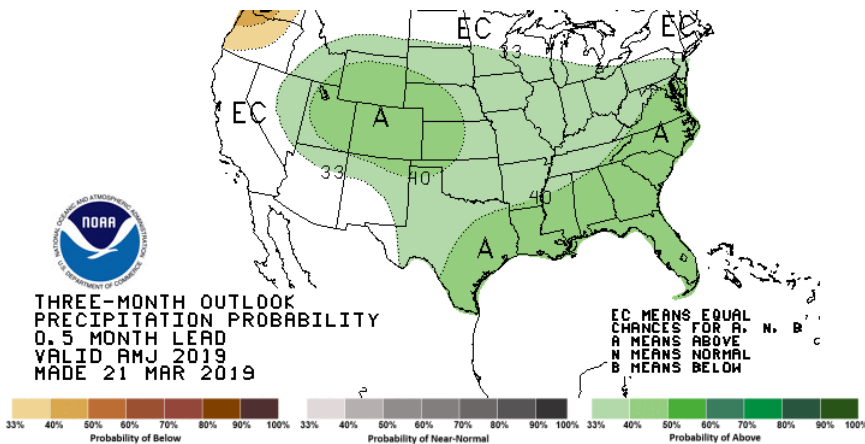 EC
33
EC
EC
A
A
33
40
40
A
NATIONAL OCEANIC AND ATMOSPHERIC ADMINISTRATION
NOAA
U.S. DEPARTMENT OF COMMERCE
THREE-MONTH OUTLOOK
PRECIPITATION PROBABILITY
0.5 MONTH LEAD
VALID AMJ 2019
MADE 21 MAR 2019
EC MEANS EQUAL
CHANCES FOR A, N, B
A MEANS ABOVE
N MEANS NORMAL
B MEANS BELOW
33% 40% 50% 60% 70% 80% 90% 100%
Probability of Below
33% 40% 50% 60% 70% 80% 90% 100%
Probability of Near-Normal
33% 40% 50% 60% 70% 80% 90% 100%
Probability of Above